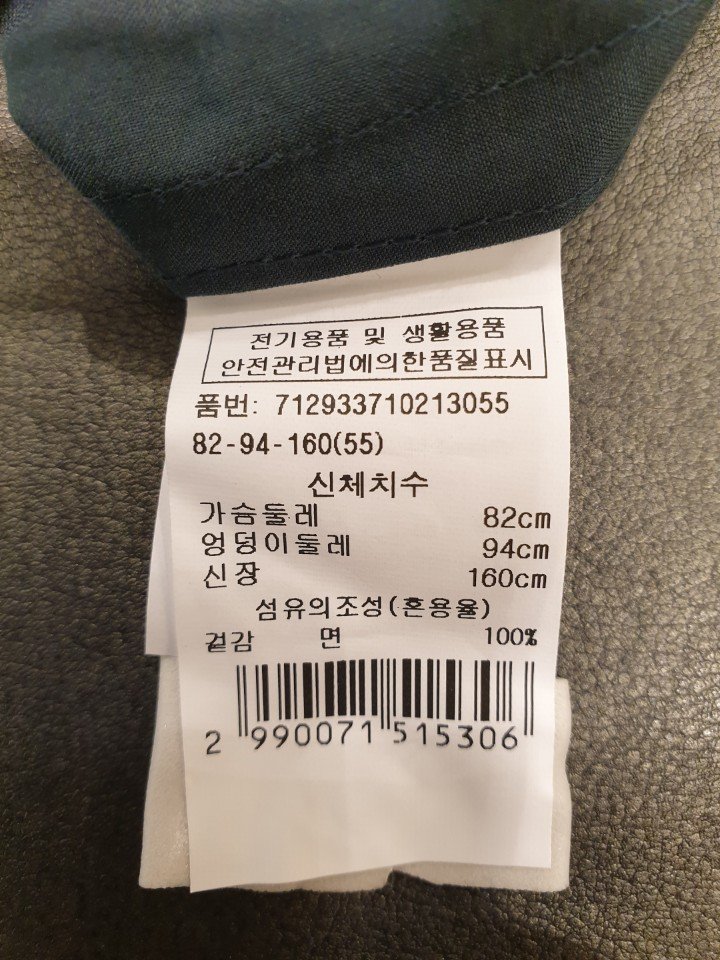 전기용품 및 생활용품
안전관리법에의한품질표시
품번: 712933710213055
82-94-160(55)
신체치수
가슴둘레 82cm
엉덩이둘레 94cm
신장 160cm
섬유의조성(혼용율)
겉감 면 100%
2 990071 515306